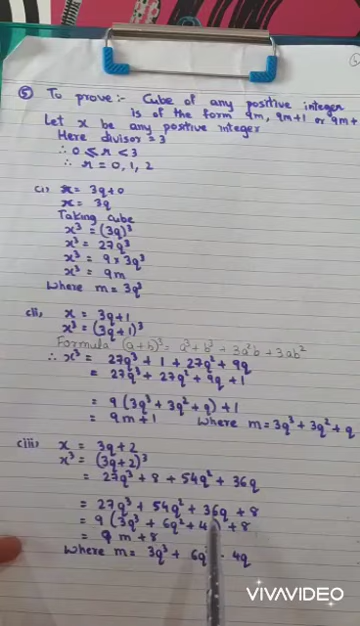 ⑤ To prove:- Cube of any positive integer
is of the form 9m, 9m+1 or 9m+
Let x be any positive integer
Here divisor = 3
∴ 0 ≤ r < 3
∴ r = 0, 1, 2
(i) x = 3q+0
x = 3q
Taking cube
x³ = (3q)³
x³ = 27q³
x³ = 9 × 3q³
x³ = 9m
Where m = 3q³
(ii) x = 3q+1
x³ = (3q+1)³
Formula (a+b)³ = a³ + b³ + 3a²b + 3ab²
∴ x³ = 27q³ + 1 + 27q² + 9q
= 27q³ + 27q² + 9q + 1
= 9 (3q³ + 3q² + q) + 1
= 9m + 1 Where m = 3q³ + 3q² + q
(iii) x = 3q+2
x³ = (3q+2)³
= 27q³ + 8 + 54q² + 36q
= 27q³ + 54q² + 36q + 8
= 9 (3q³ + 6q² + 4 ) + 8
= 9m + 8
Where m = 3q³ + 6q² 4q
VIVAVIDEO